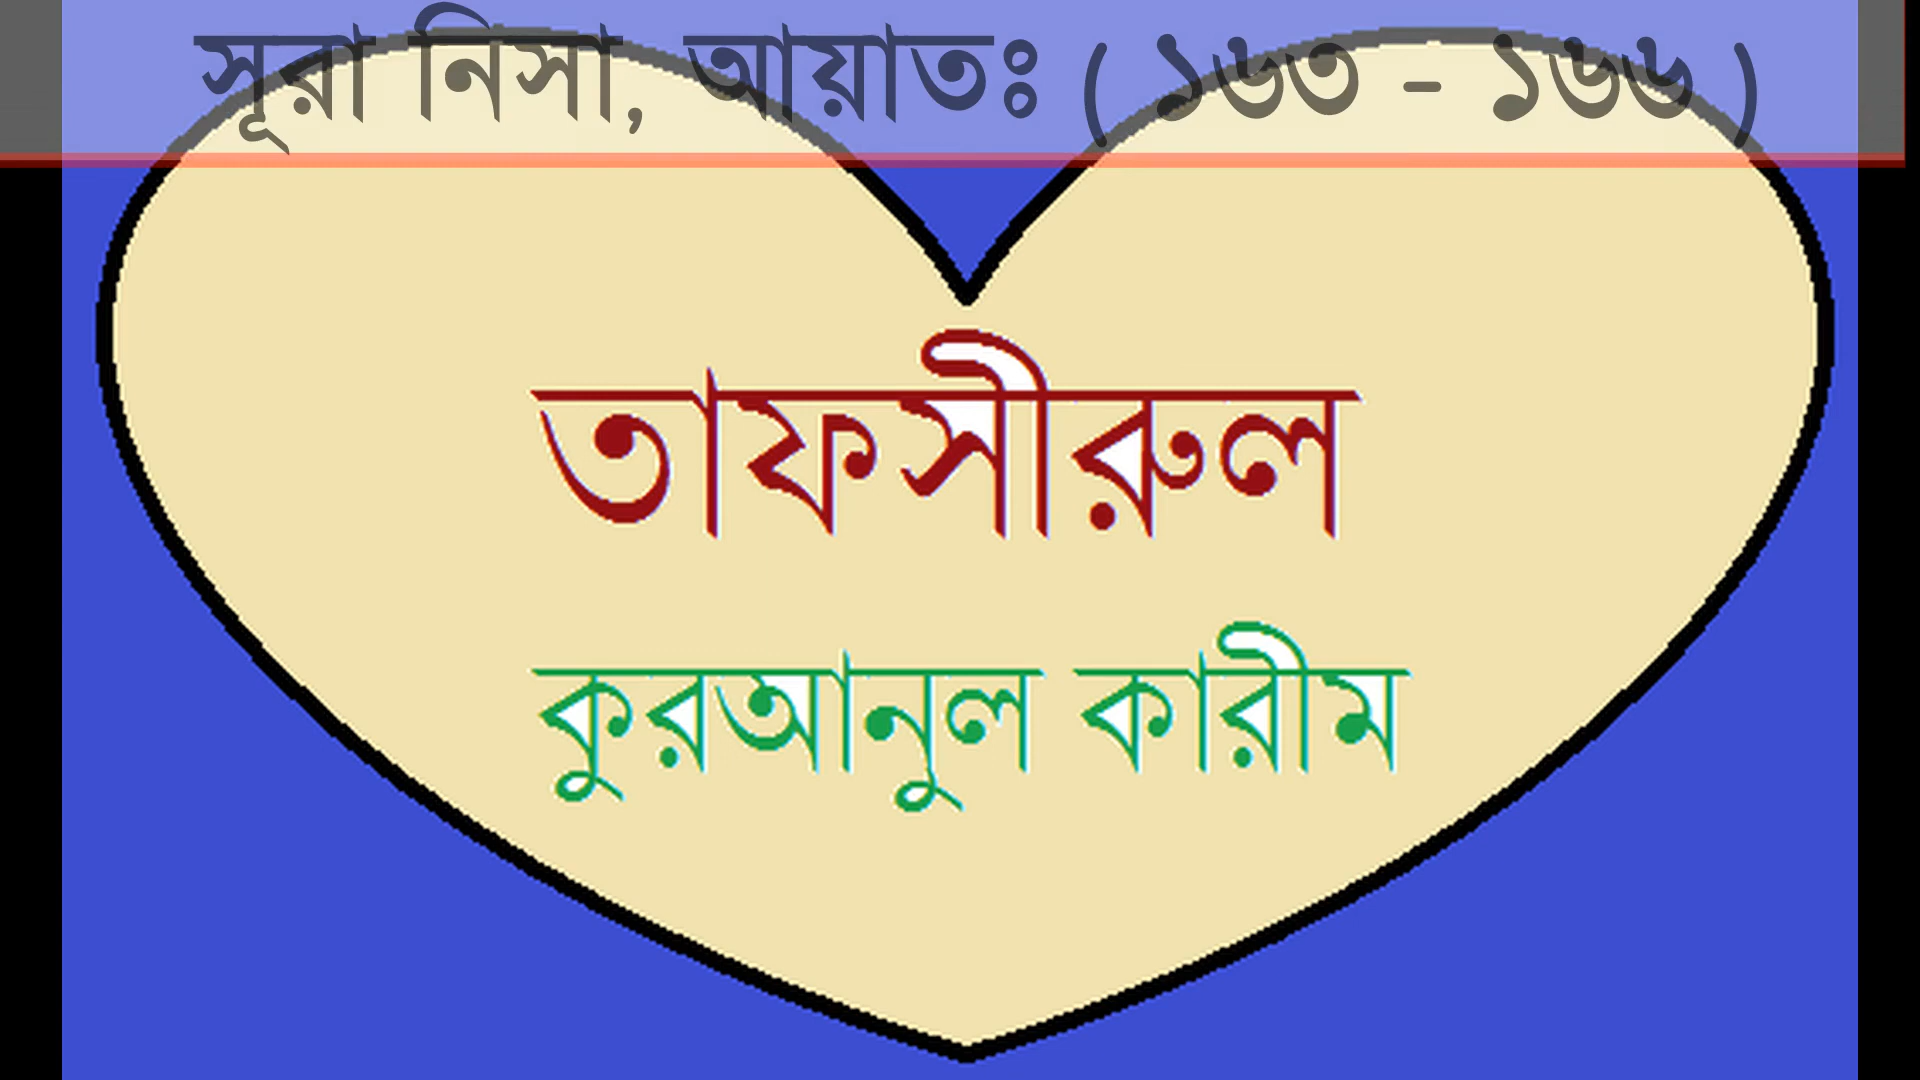 সূরা নিসা, আয়াতঃ ( ১৬৩ - ১৬৬ )
তাফসীরুল
কুরআনুল কারীম